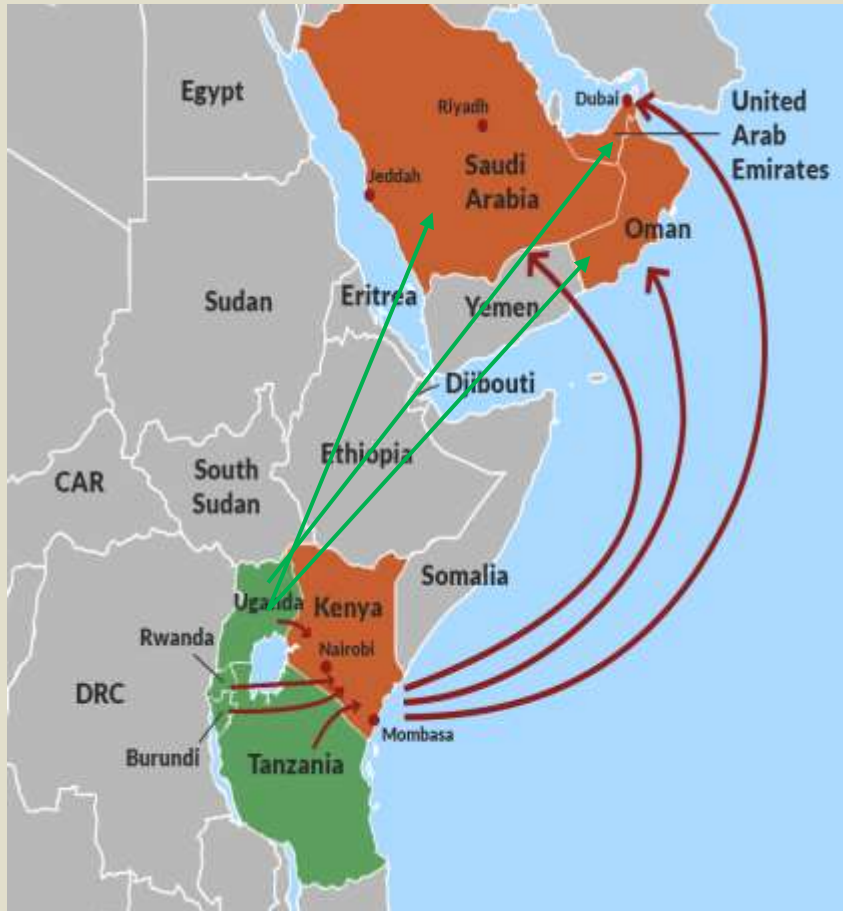 Egypt
Riyadh
Dubai
United
Arab
Emirates
Saudi
Arabia
Jeddah
Oman
Sudan
Eritrea
Yemen
Djibouti
Ethiopia
South
Sudan
CAR
Somalia
Uganda
Kenya
Rwanda
Nairobi
DRC
Mombasa
Burundi
Tanzania